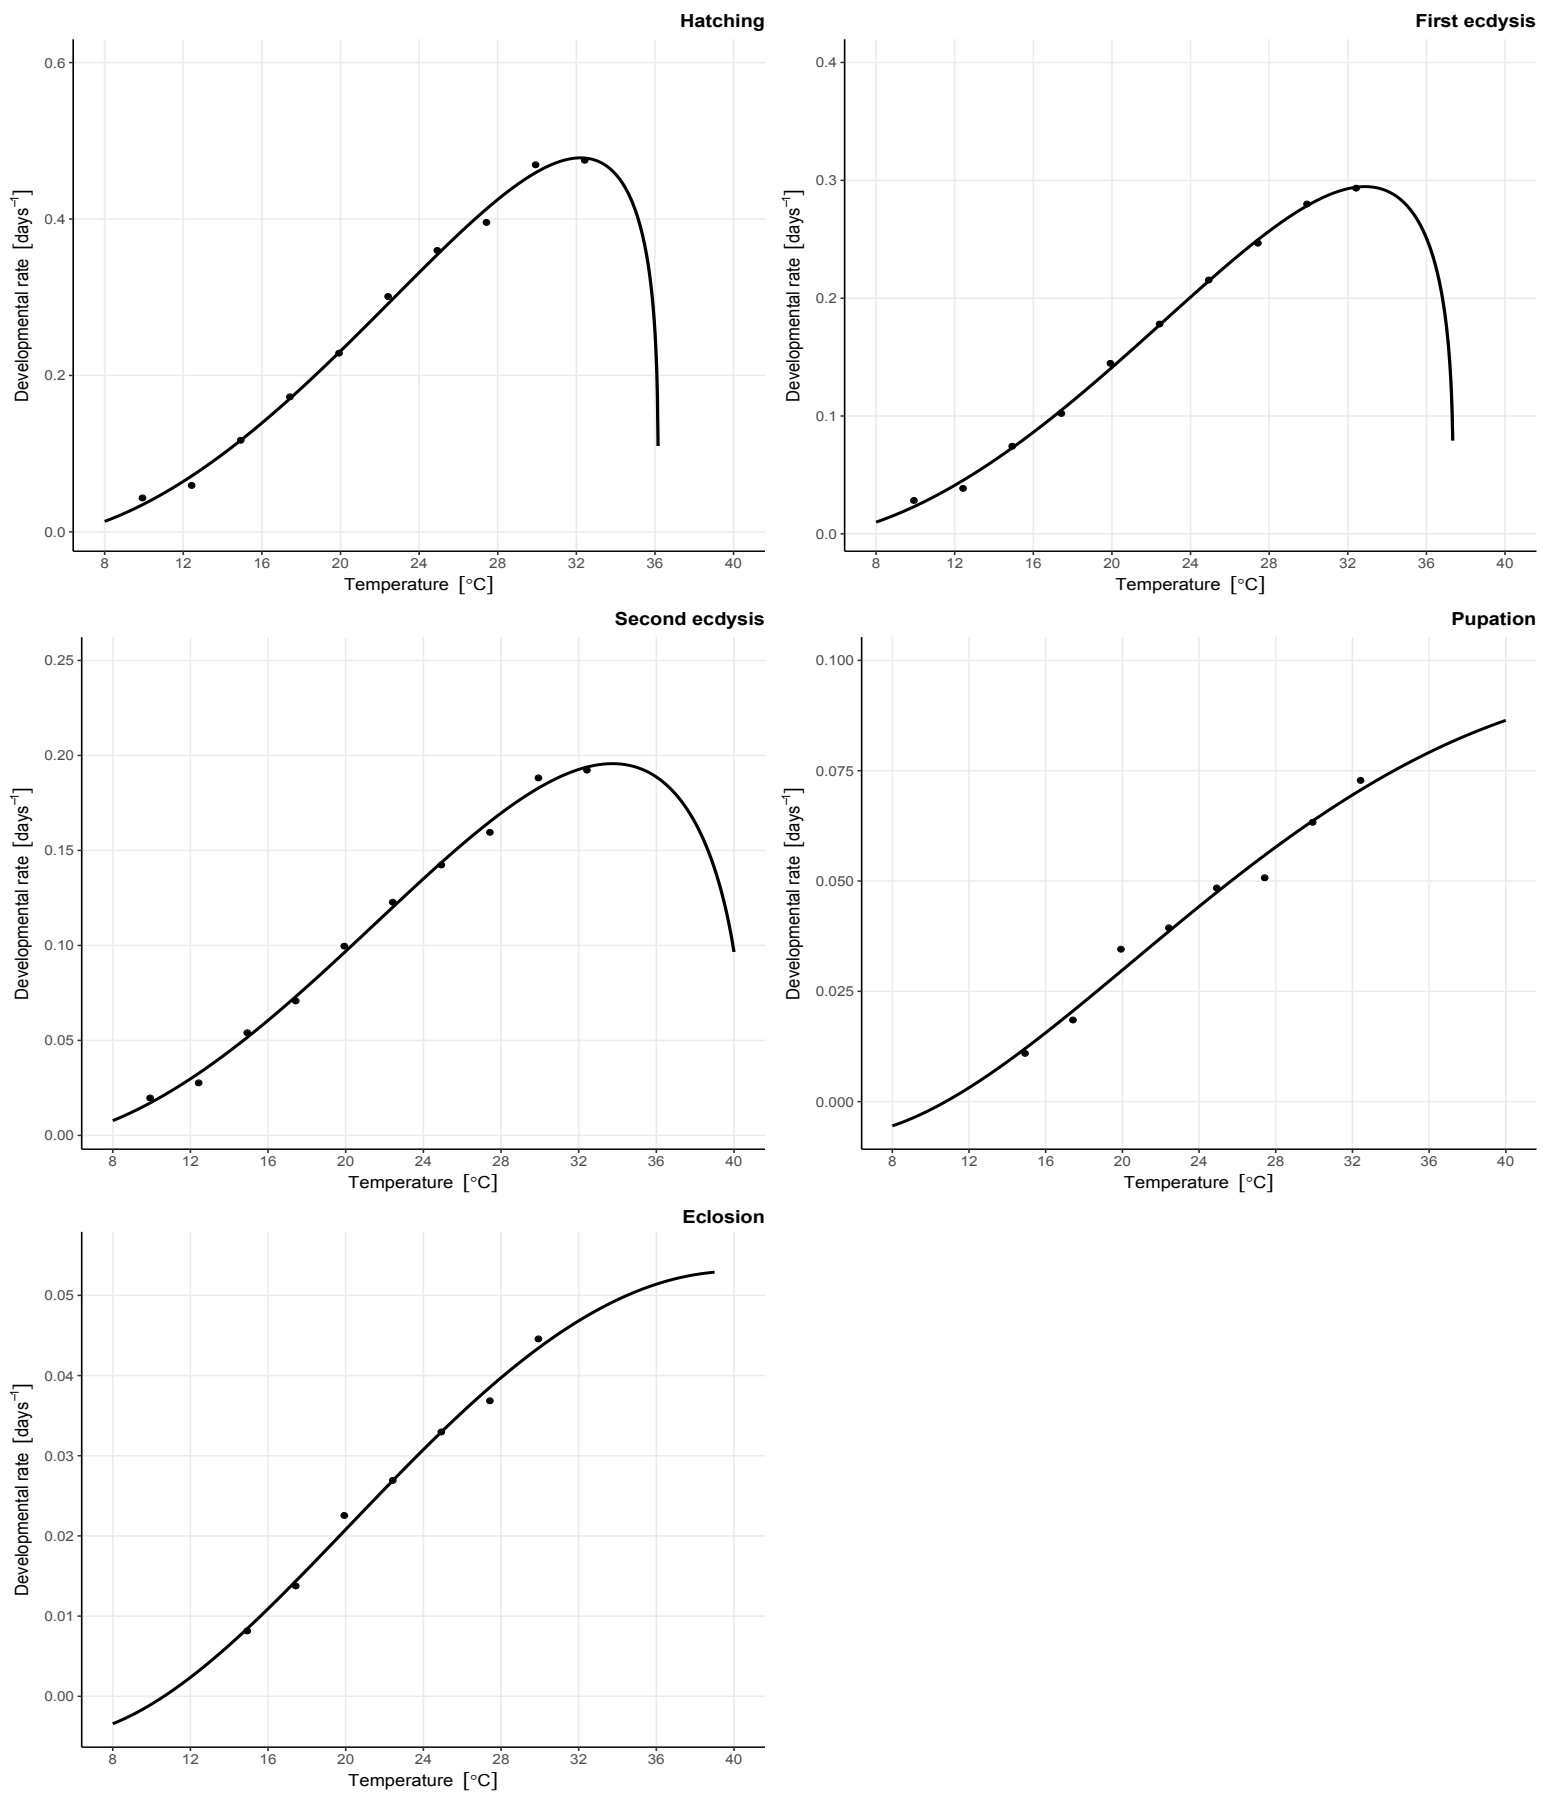 Hatching
0.6
0.4
0.2
0.0
8 12 16 20 24 28 32 36 40
Temperature [°C]
Developmental rate [days⁻¹]
First ecdysis
0.4
0.3
0.2
0.1
0.0
8 12 16 20 24 28 32 36 40
Temperature [°C]
Developmental rate [days⁻¹]
Second ecdysis
0.25
0.20
0.15
0.10
0.05
0.00
8 12 16 20 24 28 32 36 40
Temperature [°C]
Developmental rate [days⁻¹]
Pupation
0.100
0.075
0.050
0.025
0.000
8 12 16 20 24 28 32 36 40
Temperature [°C]
Developmental rate [days⁻¹]
Eclosion
0.05
0.04
0.03
0.02
0.01
0.00
8 12 16 20 24 28 32 36 40
Temperature [°C]
Developmental rate [days⁻¹]